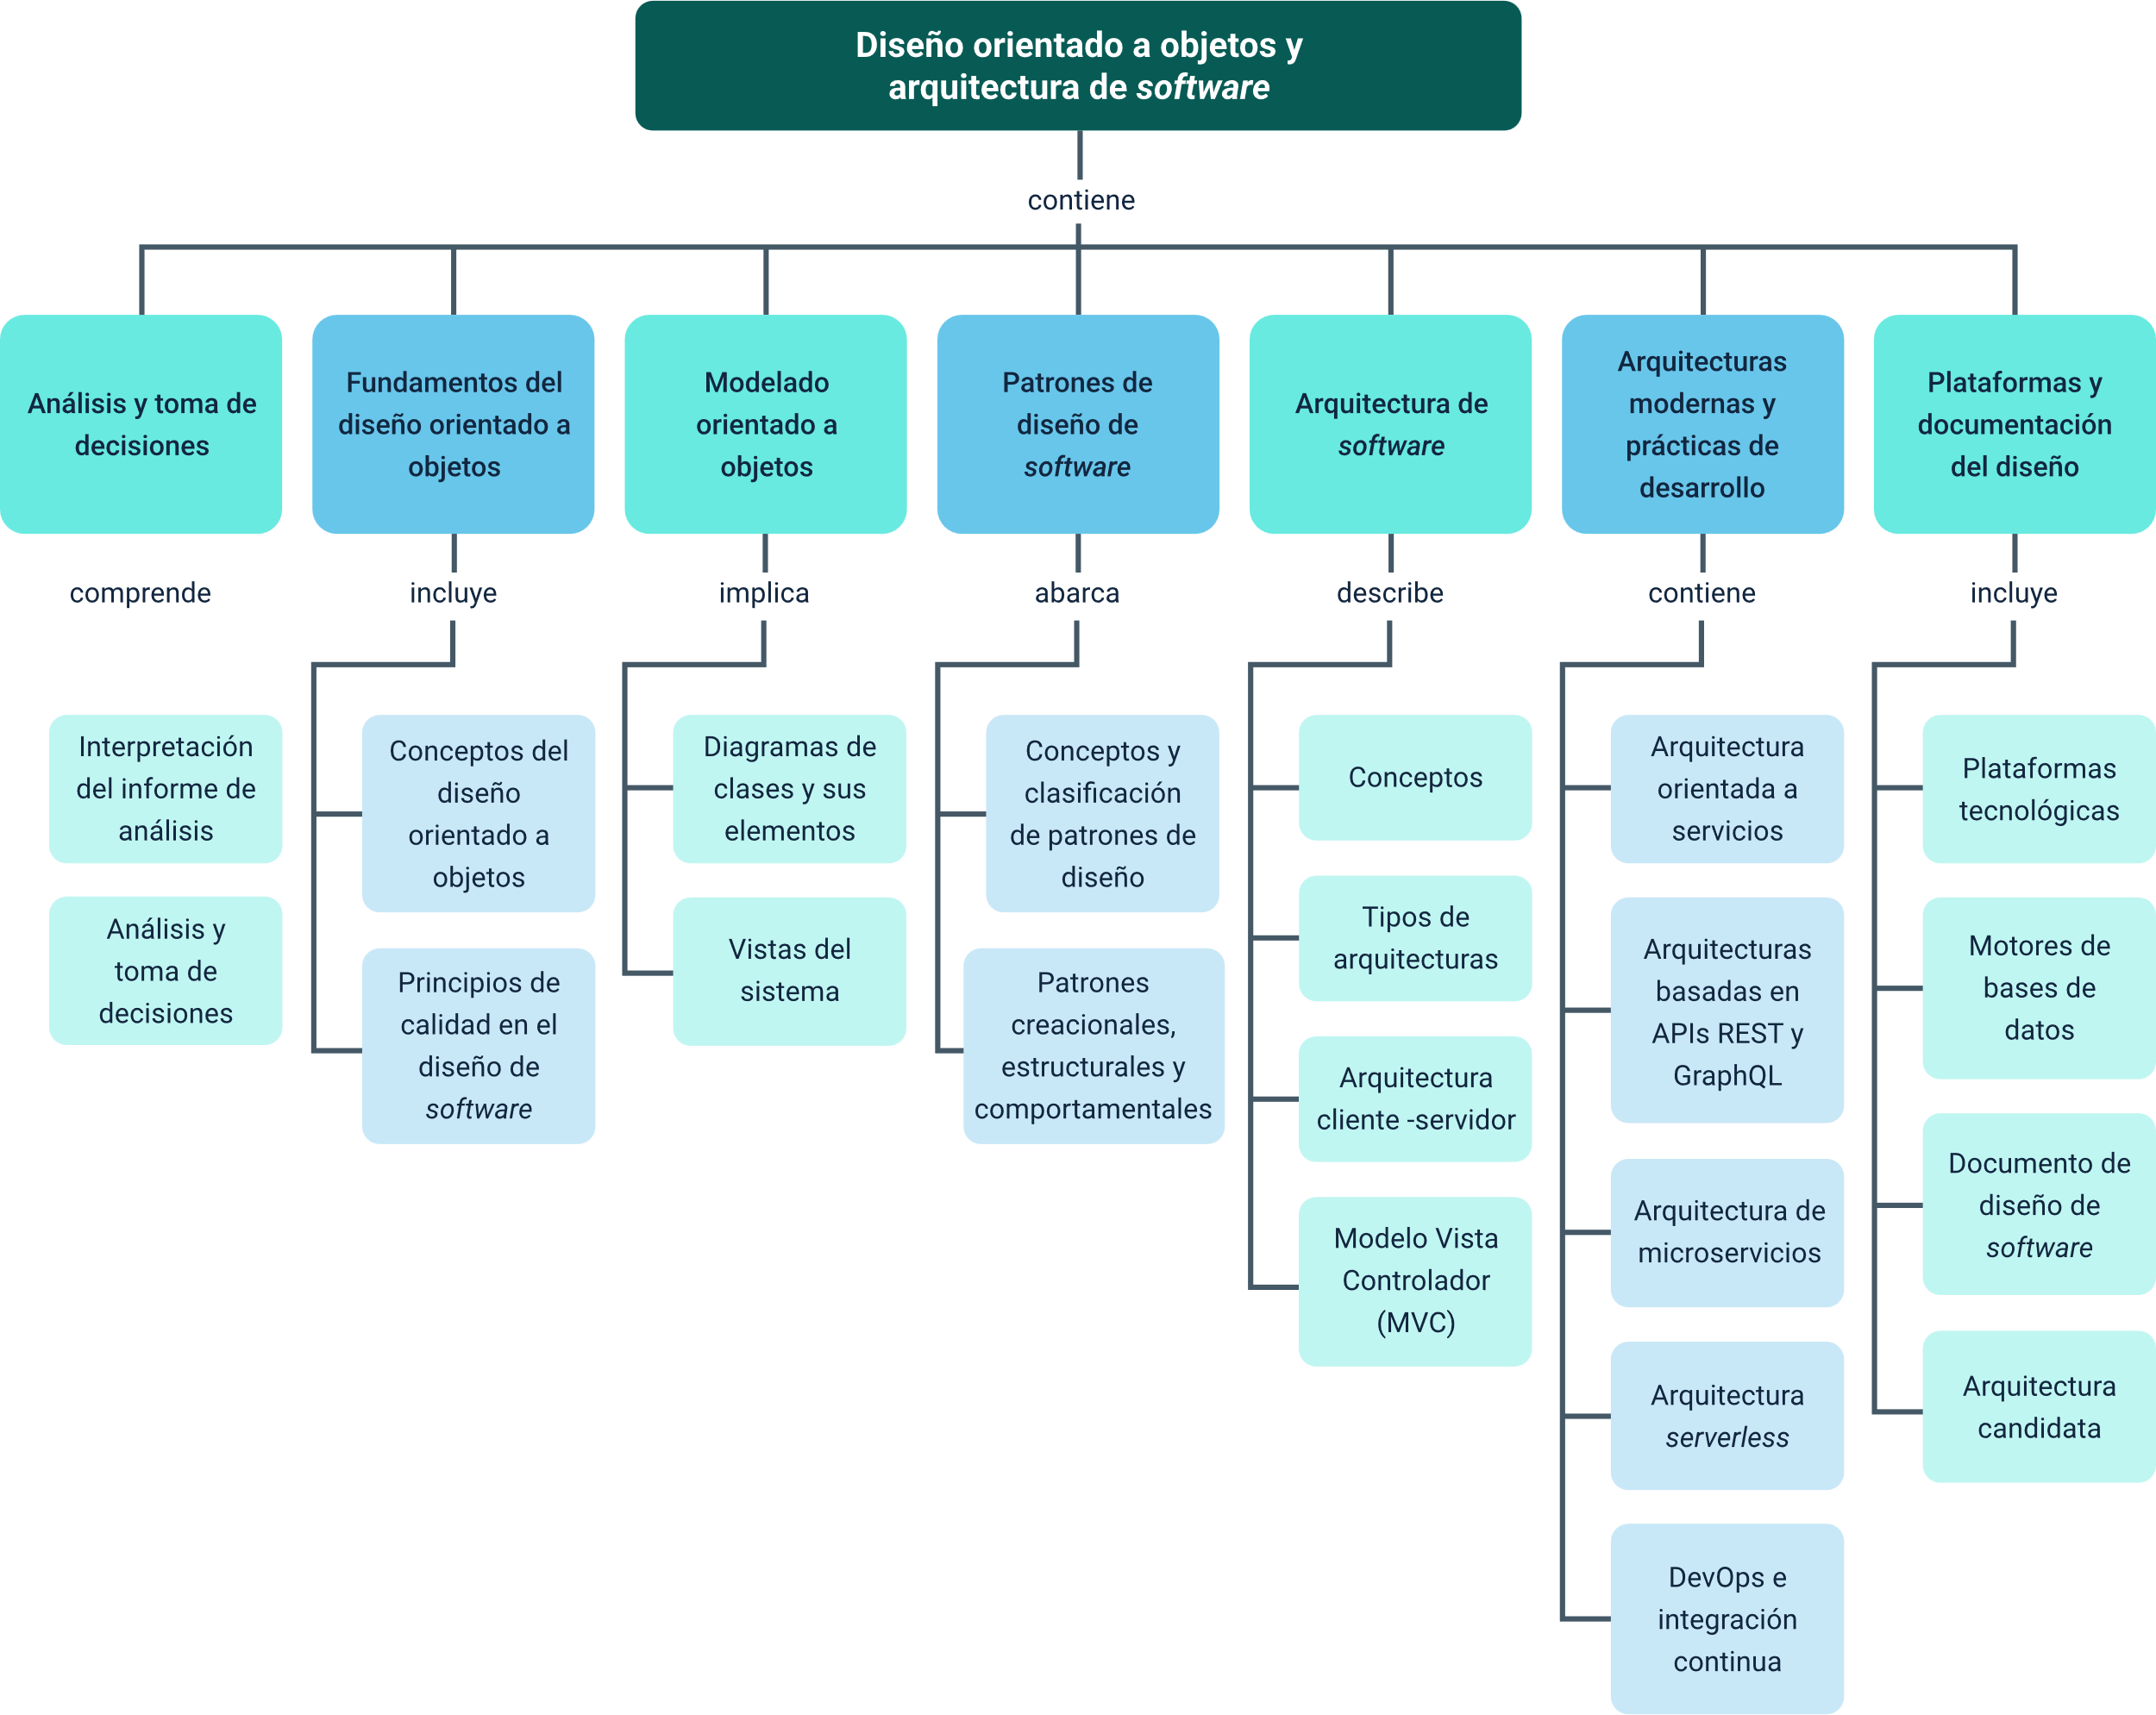 Diseño orientado a objetos y
arquitectura de software
contiene
Análisis y toma de
decisiones
comprende
Interpretación
del informe de
análisis
Análisis y
toma de
decisiones
Fundamentos del
diseño orientado a
objetos
incluye
Conceptos del
diseño
orientado a
objetos
Principios de
calidad en el
diseño de
software
Modelado
orientado a
objetos
implica
Diagramas de
clases y sus
elementos
Vistas del
sistema
Patrones de
diseño de
software
abarca
Conceptos y
clasificación
de patrones de
diseño
Patrones
creacionales,
estructurales y
comportamentales
Arquitectura de
software
describe
Conceptos
Tipos de
arquitecturas
Arquitectura
cliente -servidor
Modelo Vista
Controlador
(MVC)
Arquitecturas
modernas y
prácticas de
desarrollo
contiene
Arquitectura
orientada a
servicios
Arquitecturas
basadas en
APIs REST y
GraphQL
Arquitectura de
microservicios
Arquitectura
serverless
DevOps e
integración
continua
Plataformas y
documentación
del diseño
incluye
Plataformas
tecnológicas
Motores de
bases de
datos
Documento de
diseño de
software
Arquitectura
candidata